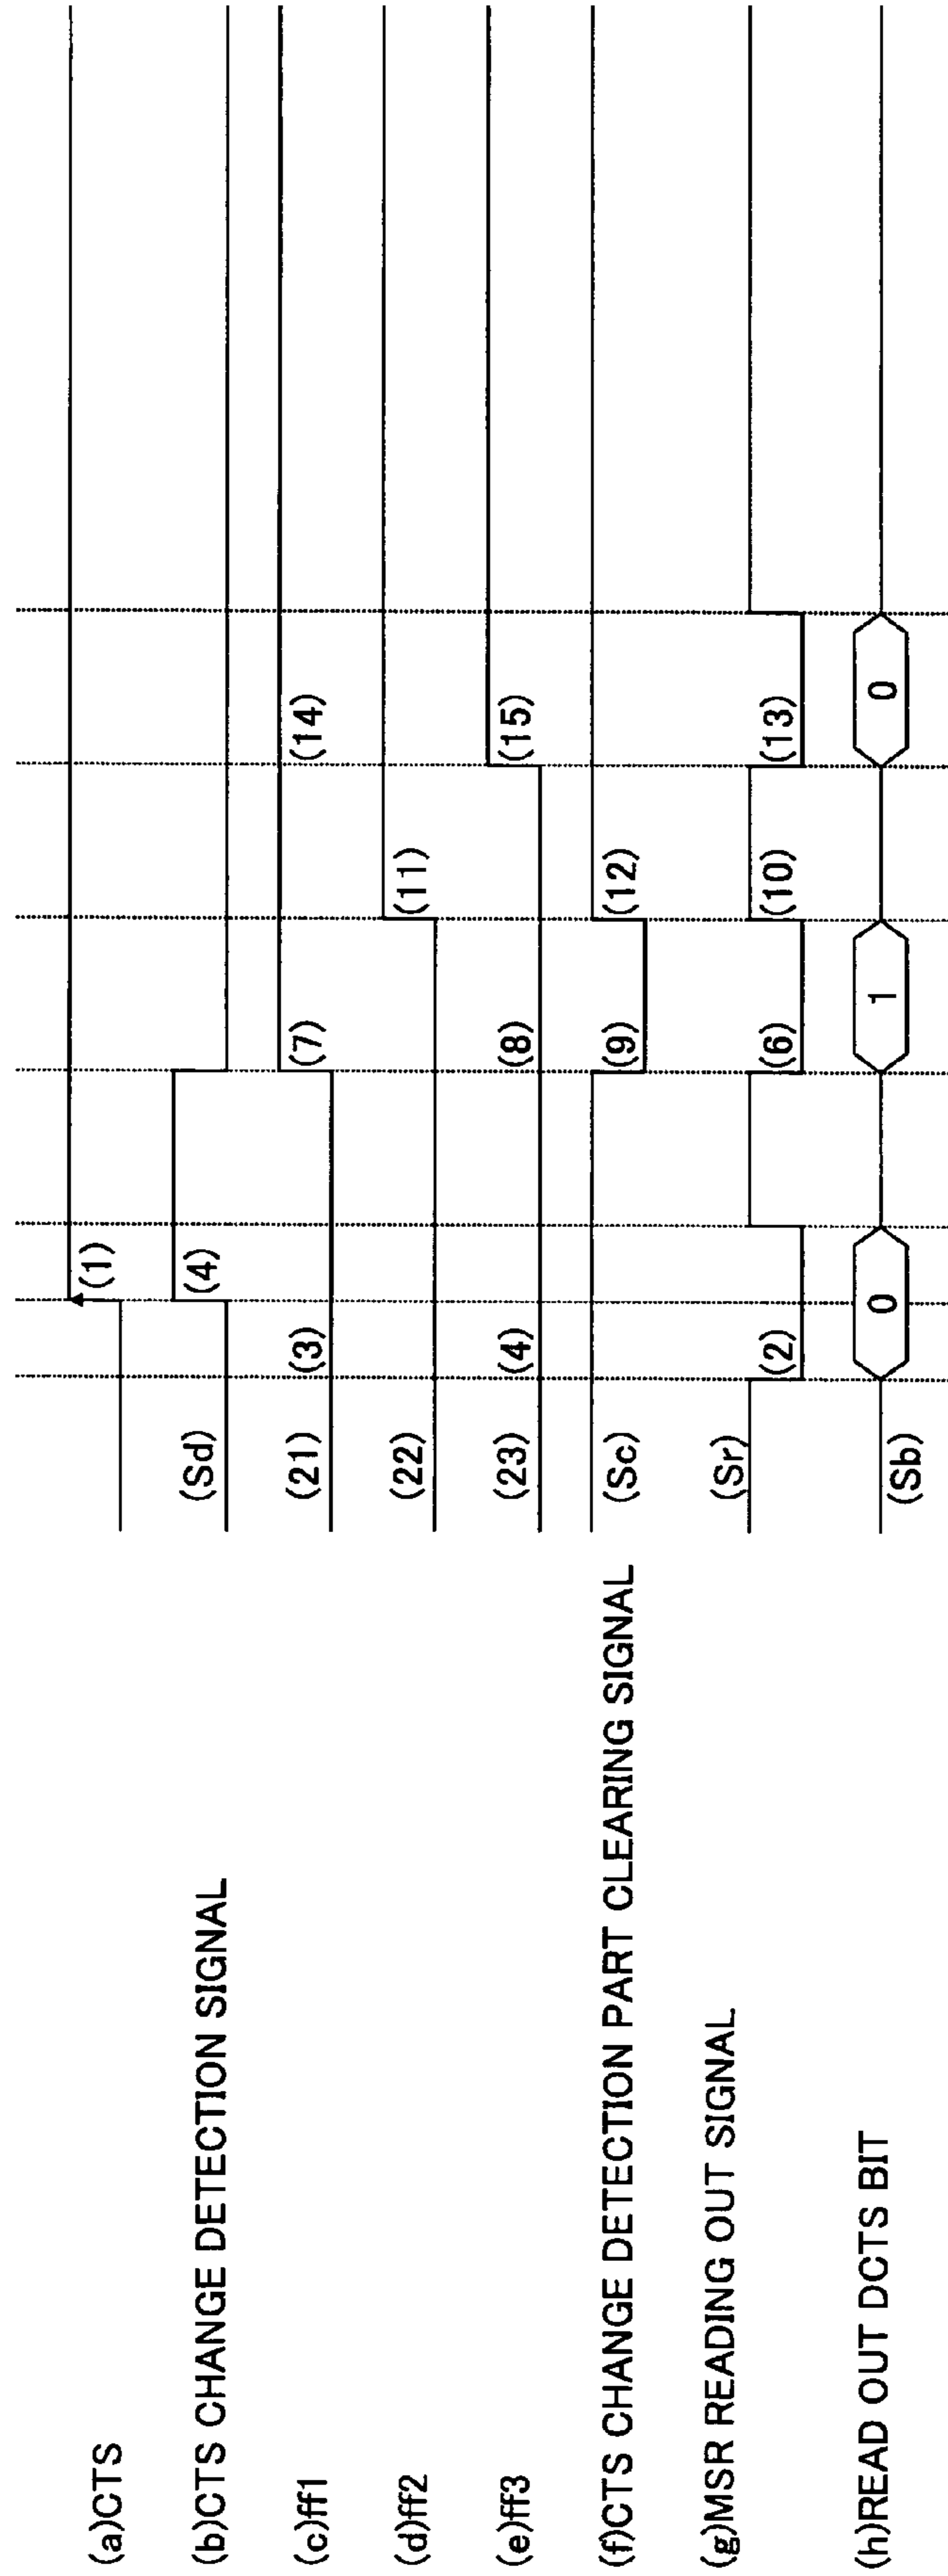 (a)CTS
(1)
(b)CTS CHANGE DETECTION SIGNAL
(Sd)
(4)
(c)ff1
(21)
(3)
(7)
(14)
(d)ff2
(22)
(11)
(e)ff3
(23)
(4)
(8)
(15)
(f)CTS CHANGE DETECTION PART CLEARING SIGNAL
(Sc)
(9)
(12)
(g)MSR READING OUT SIGNAL
(Sr)
(2)
(6)
(10)
(13)
(h)READ OUT DCTS BIT
(Sb)
0
1
0